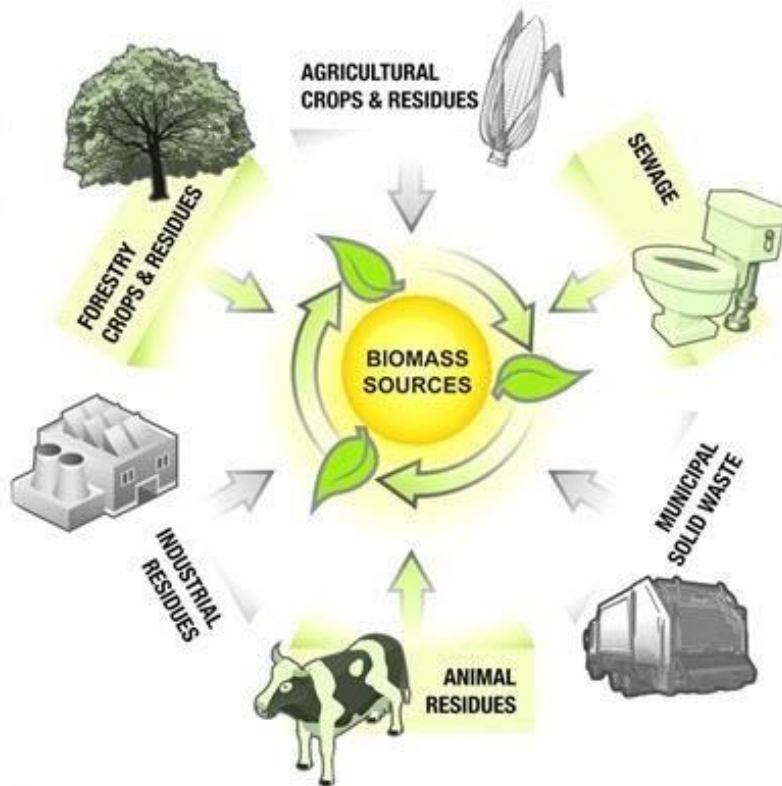 AGRICULTURAL
CROPS & RESIDUES
SEWAGE
FORESTRY
CROPS & RESIDUES
BIOMASS
SOURCES
MUNICIPAL
SOLID WASTE
INDUSTRIAL
RESIDUES
ANIMAL
RESIDUES